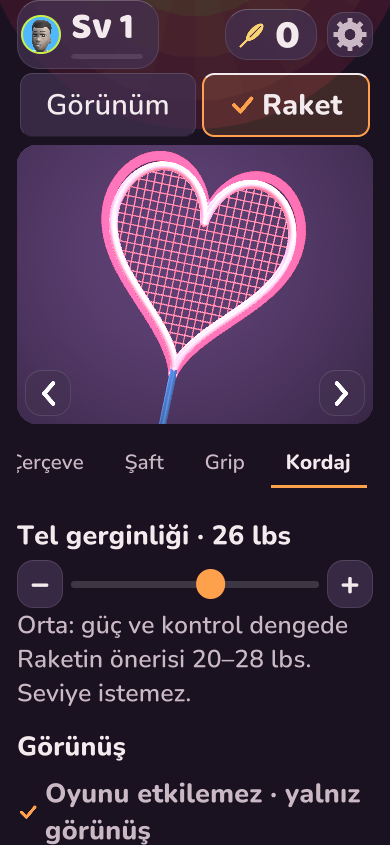 Sv 1
0
Görünüm
Raket
Çerçeve Şaft Grip Kordaj
Tel gerginliği · 26 lbs
Orta: güç ve kontrol dengede
Raketin önerisi 20–28 lbs.
Seviye istemez.
Görünüş
Oyunu etkilemez · yalnız
görünüş